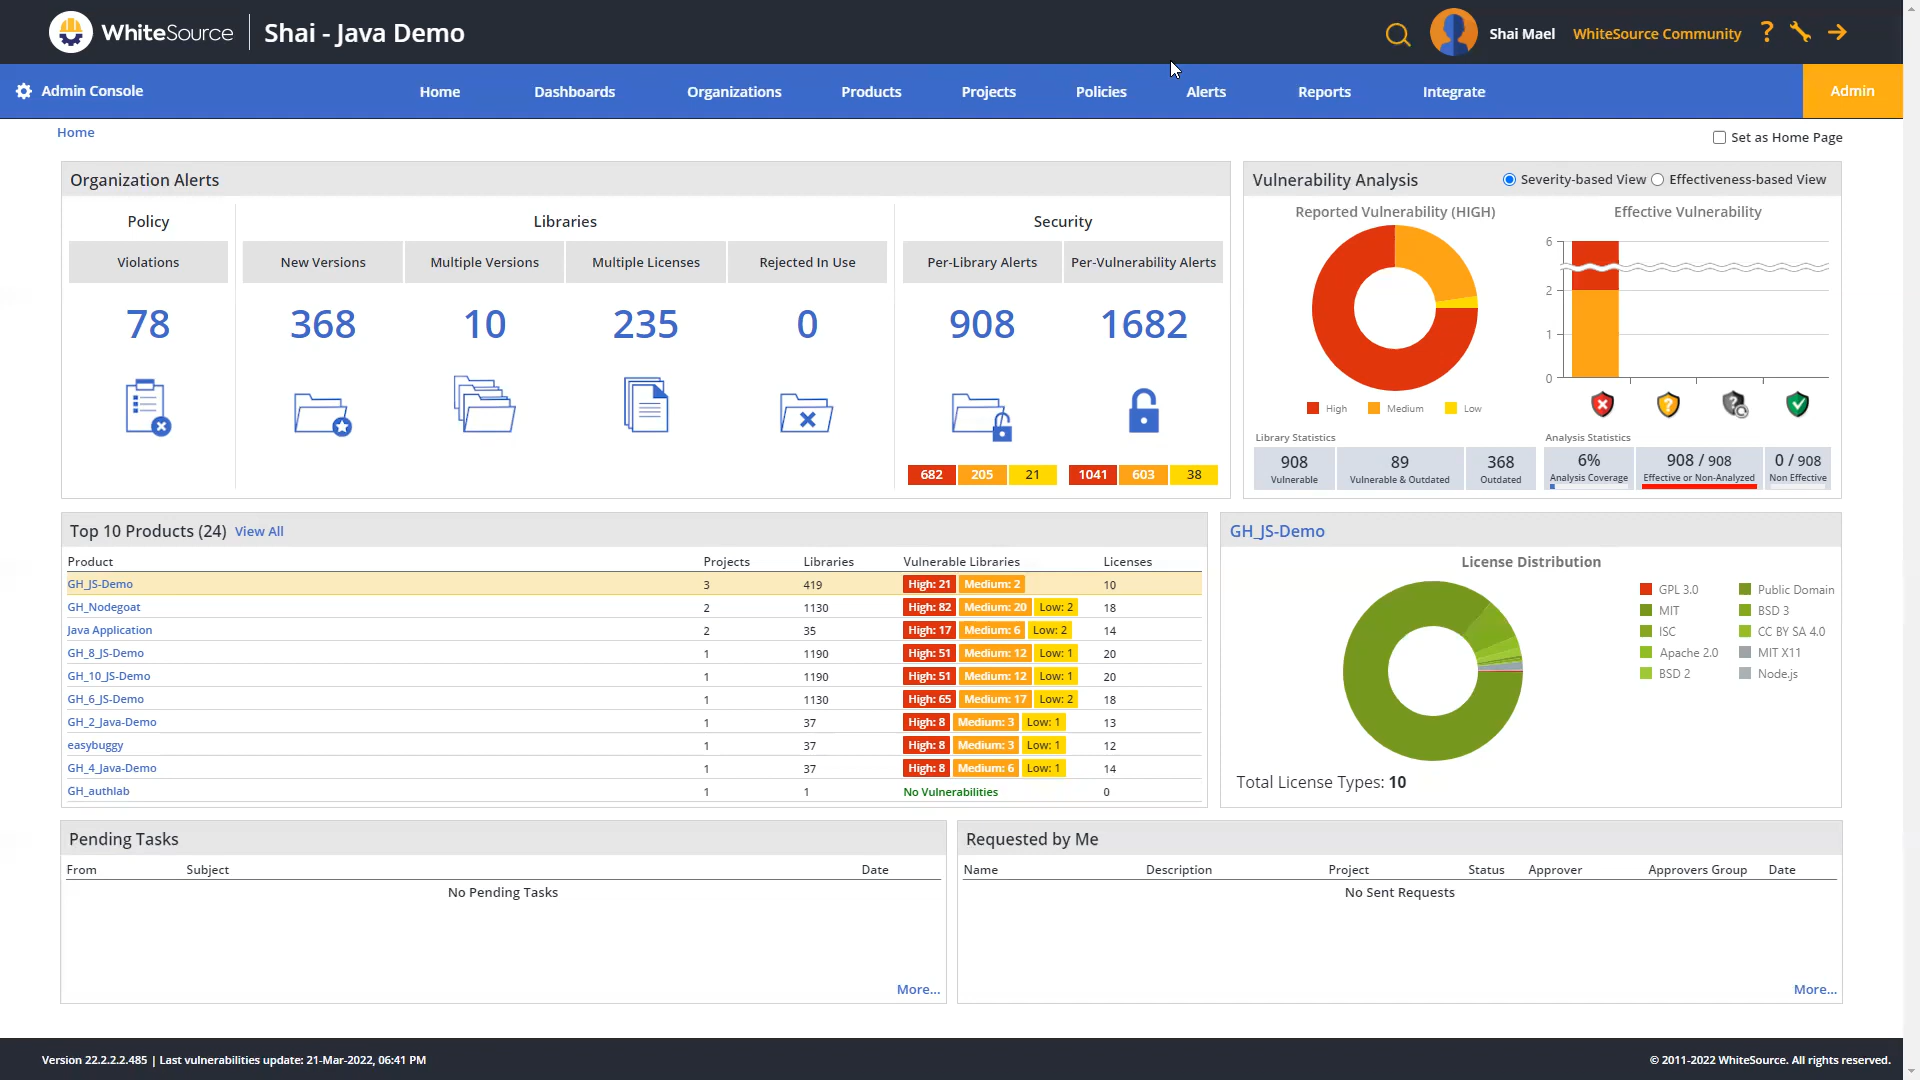 WhiteSource
Shai - Java Demo
Shai Mael
WhiteSource Community
?
Admin Console
Home
Dashboards
Organizations
Products
Projects
Policies
Alerts
Reports
Integrate
Admin
Home
Set as Home Page
Organization Alerts
Policy
Libraries
Security
Violations
New Versions
Multiple Versions
Multiple Licenses
Rejected In Use
Per-Library Alerts
Per-Vulnerability Alerts
78
368
10
235
0
908
1682
682 205 21
1041 603 38
Vulnerability Analysis
Severity-based View
Effectiveness-based View
Reported Vulnerability (HIGH)
High Medium Low
Effective Vulnerability
6
2
1
0
Library Statistics
908 Vulnerable
89 Vulnerable & Outdated
368 Outdated
Analysis Statistics
6% Analysis Coverage
908 / 908 Effective or Non-Analyzed
0 / 908 Non Effective
Top 10 Products (24) View All
Product Projects Libraries Vulnerable Libraries Licenses
GH_JS-Demo 3 419 High: 21 Medium: 2 10
GH_Nodegoat 2 1130 High: 82 Medium: 20 Low: 2 18
Java Application 2 35 High: 17 Medium: 6 Low: 2 14
GH_8_JS-Demo 1 1190 High: 51 Medium: 12 Low: 1 20
GH_10_JS-Demo 1 1190 High: 51 Medium: 12 Low: 1 20
GH_6_JS-Demo 1 1130 High: 65 Medium: 17 Low: 2 18
GH_2_Java-Demo 1 37 High: 8 Medium: 3 Low: 1 13
easybuggy 1 37 High: 8 Medium: 3 Low: 1 12
GH_4_Java-Demo 1 37 High: 8 Medium: 6 Low: 1 14
GH_authlab 1 1 No Vulnerabilities 0
GH_JS-Demo
License Distribution
GPL 3.0 Public Domain
MIT BSD 3
ISC CC BY SA 4.0
Apache 2.0 MIT X11
BSD 2 Node.js
Total License Types: 10
Pending Tasks
From Subject Date
No Pending Tasks
More...
Requested by Me
Name Description Project Status Approver Approvers Group Date
No Sent Requests
More...
Version 22.2.2.2.485 | Last vulnerabilities update: 21-Mar-2022, 06:41 PM
© 2011-2022 WhiteSource. All rights reserved.